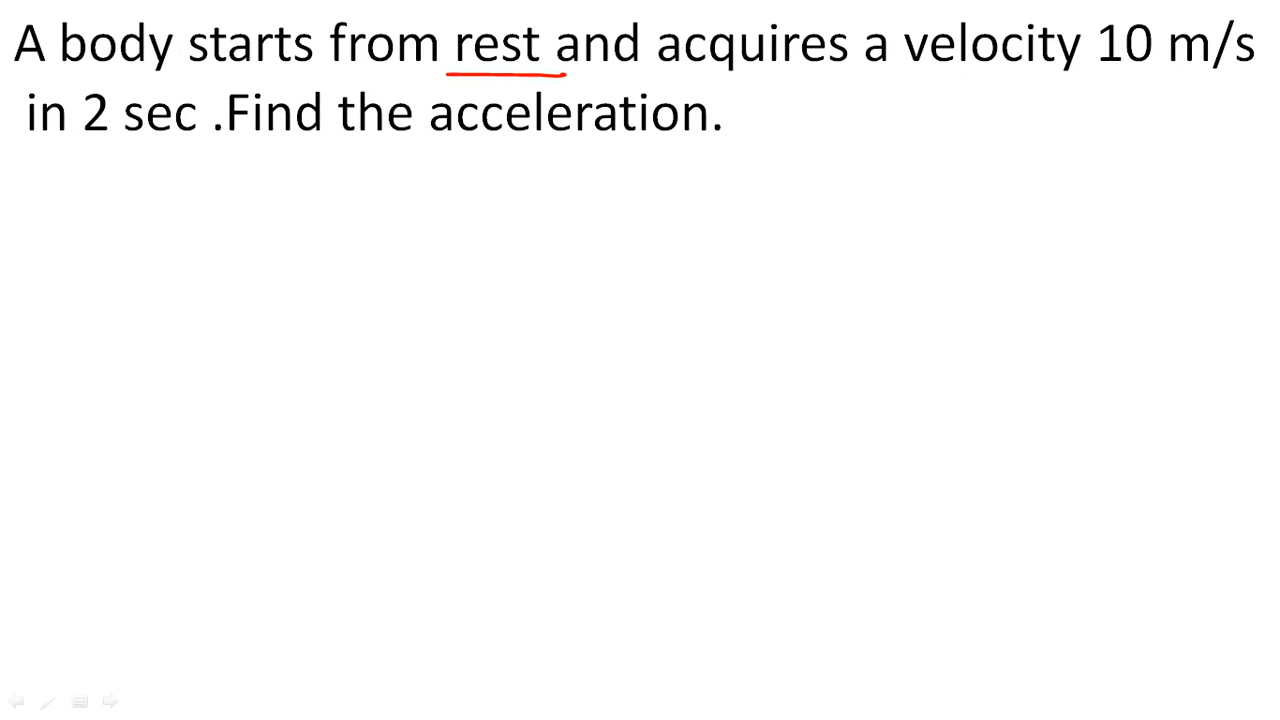 A body starts from rest and acquires a velocity 10 m/s
in 2 sec .Find the acceleration.